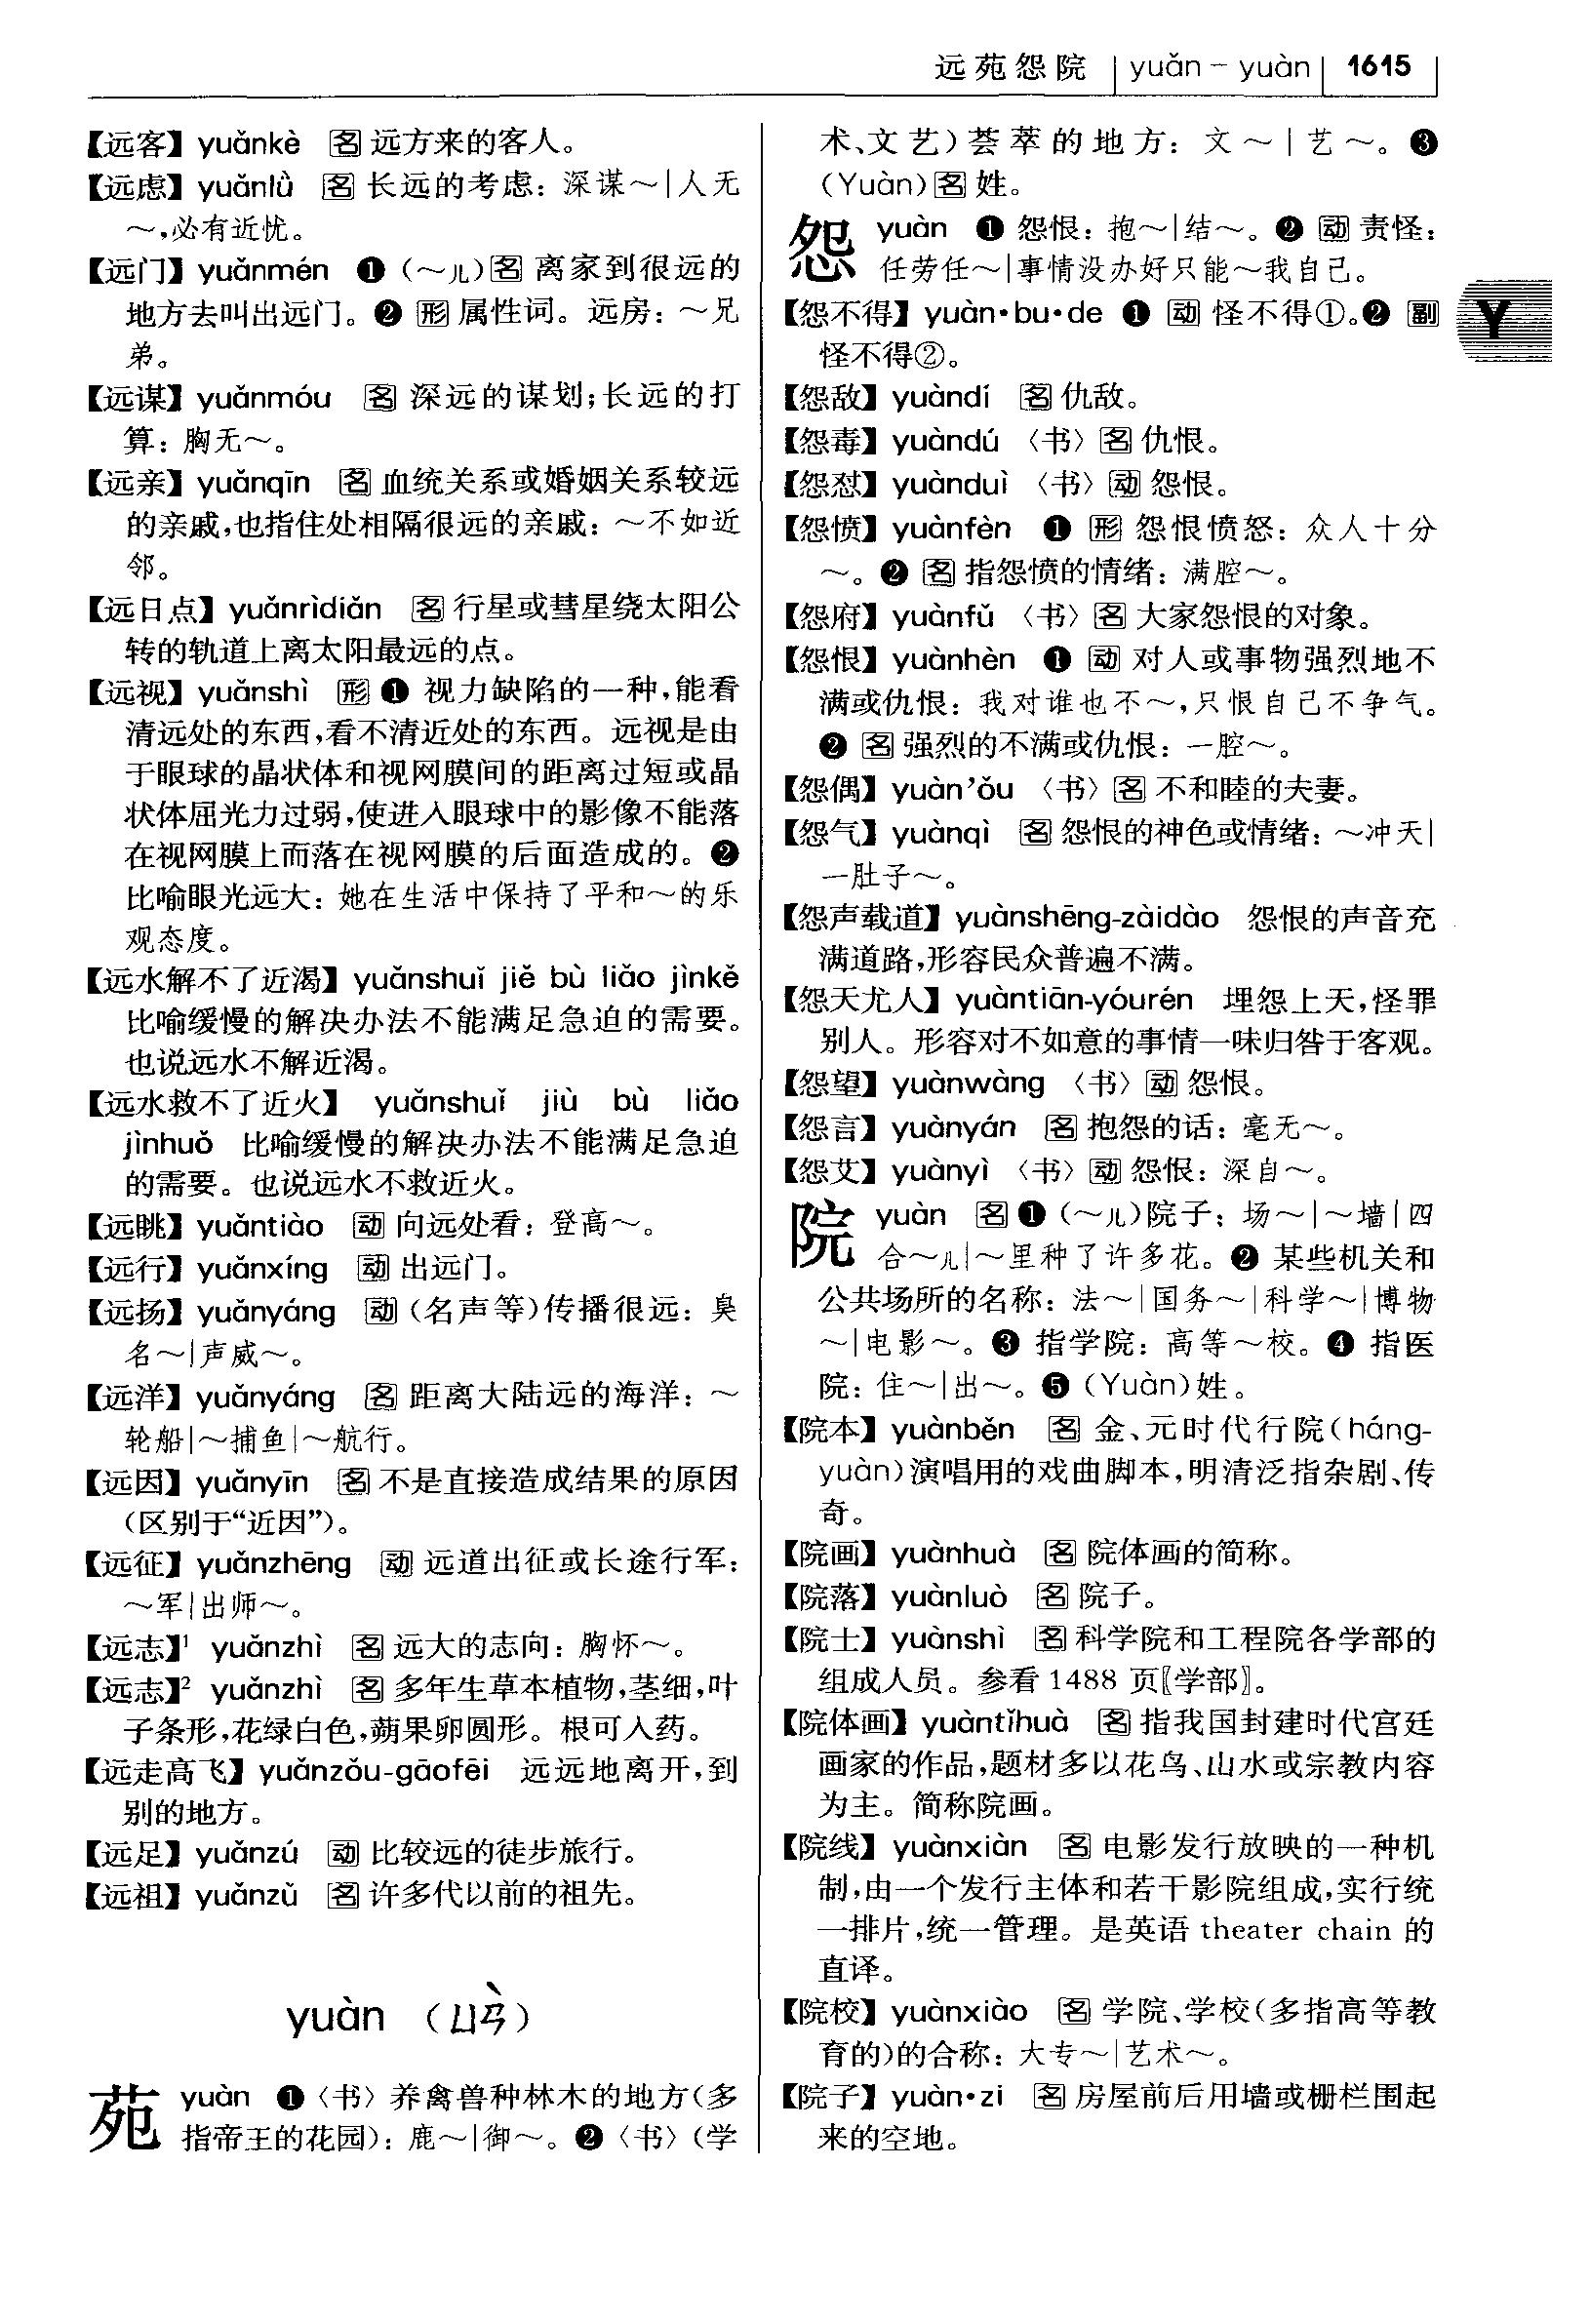 远苑怨院 yuǎn – yuàn 1615
【远客】 yuǎnkè 名 远方来的客人。
【远虑】 yuǎnlǜ 名 长远的考虑：深谋～|人无
～,必有近忧。
【远门】 yuǎnmén ❶ (～儿)名 离家到很远的
地方去叫出远门。❷ 形 属性词。远房：～兄
弟。
【远谋】 yuǎnmóu 名 深远的谋划;长远的打
算：胸无～。
【远亲】 yuǎnqīn 名 血统关系或婚姻关系较远
的亲戚,也指住处相隔很远的亲戚：～不如近
邻。
【远日点】 yuǎnrìdiǎn 名 行星或彗星绕太阳公
转的轨道上离太阳最远的点。
【远视】 yuǎnshì 形 ❶ 视力缺陷的一种,能看
清远处的东西,看不清近处的东西。远视是由
于眼球的晶状体和视网膜间的距离过短或晶
状体屈光力过弱,使进入眼球中的影像不能落
在视网膜上而落在视网膜的后面造成的。❷
比喻眼光远大：她在生活中保持了平和～的乐
观态度。
【远水解不了近渴】 yuǎnshuǐ jiě bù liǎo jìnkě
比喻缓慢的解决办法不能满足急迫的需要。
也说远水不解近渴。
【远水救不了近火】 yuǎnshuǐ jiù bù liǎo
jìnhuǒ 比喻缓慢的解决办法不能满足急迫
的需要。也说远水不救近火。
【远眺】 yuǎntiào 动 向远处看：登高～。
【远行】 yuǎnxíng 动 出远门。
【远扬】 yuǎnyáng 动 (名声等)传播很远：臭
名～|声威～。
【远洋】 yuǎnyáng 名 距离大陆远的海洋：～
轮船|～捕鱼|～航行。
【远因】 yuǎnyīn 名 不是直接造成结果的原因
(区别于“近因”)。
【远征】 yuǎnzhēng 动 远道出征或长途行军：
～军|出师～。
【远志】¹ yuǎnzhì 名 远大的志向：胸怀～。
【远志】² yuǎnzhì 名 多年生草本植物,茎细,叶
子条形,花绿白色,蒴果卵圆形。根可入药。
【远走高飞】 yuǎnzǒu-gāofēi 远远地离开,到
别的地方。
【远足】 yuǎnzú 动 比较远的徒步旅行。
【远祖】 yuǎnzǔ 名 许多代以前的祖先。
yuàn (ㄩㄢˋ)
苑 yuàn ❶〈书〉养禽兽种林木的地方(多
指帝王的花园)：鹿～|御～。❷〈书〉(学
术、文艺)荟萃的地方：文～|艺～。❸
(Yuàn)名 姓。
怨 yuàn ❶ 怨恨：抱～|结～。❷ 动 责怪：
任劳任～|事情没办好只能～我自己。
【怨不得】 yuàn•bu•de ❶ 动 怪不得①。❷ 副
怪不得②。
【怨敌】 yuàndí 名 仇敌。
【怨毒】 yuàndú 〈书〉名 仇恨。
【怨怼】 yuànduì 〈书〉动 怨恨。
【怨愤】 yuànfèn ❶ 形 怨恨愤怒：众人十分
～。❷ 名 指怨愤的情绪：满腔～。
【怨府】 yuànfǔ 〈书〉名 大家怨恨的对象。
【怨恨】 yuànhèn ❶ 动 对人或事物强烈地不
满或仇恨：我对谁也不～,只恨自己不争气。
❷ 名 强烈的不满或仇恨：一腔～。
【怨偶】 yuàn’ǒu 〈书〉名 不和睦的夫妻。
【怨气】 yuànqì 名 怨恨的神色或情绪：～冲天|
一肚子～。
【怨声载道】 yuànshēng-zàidào 怨恨的声音充
满道路,形容民众普遍不满。
【怨天尤人】 yuàntiān-yóurén 埋怨上天,怪罪
别人。形容对不如意的事情一味归咎于客观。
【怨望】 yuànwàng 〈书〉动 怨恨。
【怨言】 yuànyán 名 抱怨的话：毫无～。
【怨艾】 yuànyì 〈书〉动 怨恨：深自～。
院 yuàn 名 ❶ (～儿)院子：场～|～墙|四
合～儿|～里种了许多花。❷ 某些机关和
公共场所的名称：法～|国务～|科学～|博物
～|电影～。❸ 指学院：高等～校。❹ 指医
院：住～|出～。❺ (Yuàn)姓。
【院本】 yuànběn 名 金、元时代行院(háng-
yuàn)演唱用的戏曲脚本,明清泛指杂剧、传
奇。
【院画】 yuànhuà 名 院体画的简称。
【院落】 yuànluò 名 院子。
【院士】 yuànshì 名 科学院和工程院各学部的
组成人员。参看 1488 页〖学部〗。
【院体画】 yuàntǐhuà 名 指我国封建时代宫廷
画家的作品,题材多以花鸟、山水或宗教内容
为主。简称院画。
【院线】 yuànxiàn 名 电影发行放映的一种机
制,由一个发行主体和若干影院组成,实行统
一排片,统一管理。是英语 theater chain 的
直译。
【院校】 yuànxiào 名 学院、学校(多指高等教
育的)的合称：大专～|艺术～。
【院子】 yuàn•zi 名 房屋前后用墙或栅栏围起
来的空地。
Y